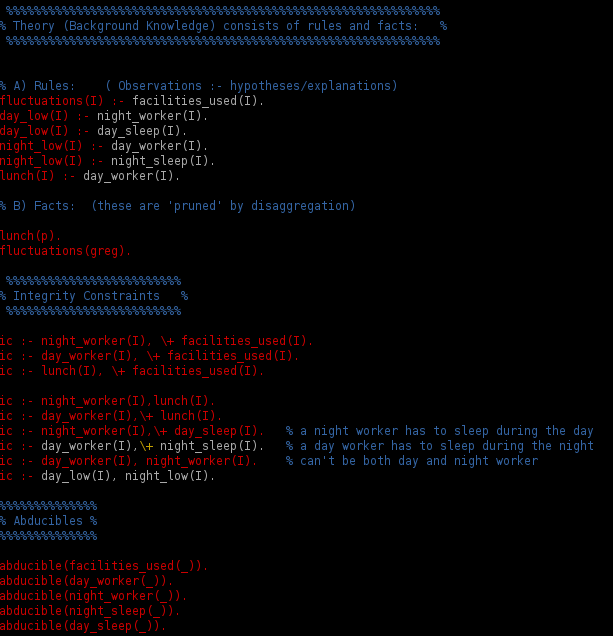 %%%%%%%%%%%%%%%%%%%%%%%%%%%%%%%%%%%%%%%%%%%%%%%%%%%%%%%%%%%%%%
% Theory (Background Knowledge) consists of rules and facts:   %
%%%%%%%%%%%%%%%%%%%%%%%%%%%%%%%%%%%%%%%%%%%%%%%%%%%%%%%%%%%%%%
% A) Rules:    ( Observations :- hypotheses/explanations)
fluctuations(I) :- facilities_used(I).
day_low(I) :- night_worker(I).
day_low(I) :- day_sleep(I).
night_low(I) :- day_worker(I).
night_low(I) :- night_sleep(I).
lunch(I) :- day_worker(I).
% B) Facts:  (these are 'pruned' by disaggregation)
lunch(p).
fluctuations(greg).
%%%%%%%%%%%%%%%%%%%%%%%%%
% Integrity Constraints   %
%%%%%%%%%%%%%%%%%%%%%%%%%
ic :- night_worker(I), \+ facilities_used(I).
ic :- day_worker(I), \+ facilities_used(I).
ic :- lunch(I), \+ facilities_used(I).
ic :- night_worker(I),lunch(I).
ic :- day_worker(I),\+ lunch(I).
ic :- night_worker(I),\+ day_sleep(I).   % a night worker has to sleep during the day
ic :- day_worker(I),\+ night_sleep(I).   % a day worker has to sleep during the night
ic :- day_worker(I), night_worker(I).    % can't be both day and night worker
ic :- day_low(I), night_low(I).
%%%%%%%%%%%%%%
% Abducibles %
%%%%%%%%%%%%%%
abducible(facilities_used(_)).
abducible(day_worker(_)).
abducible(night_worker(_)).
abducible(night_sleep(_)).
abducible(day_sleep(_)).